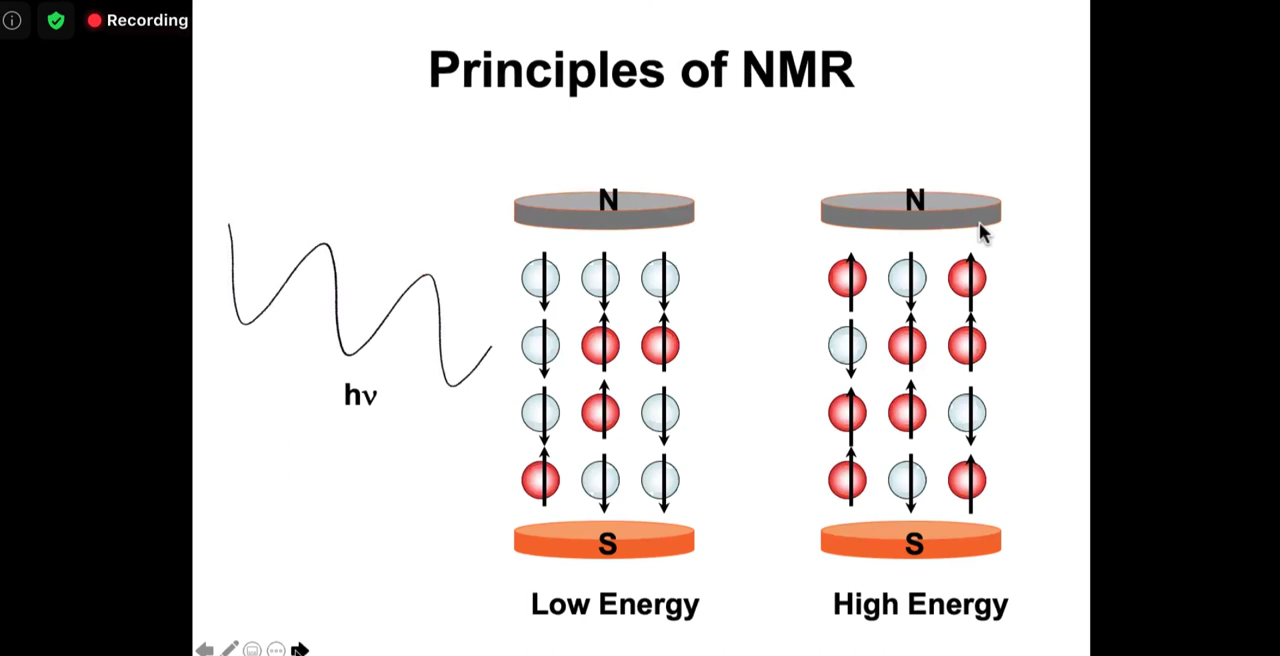 Recording
Principles of NMR
N
N
hν
S
S
Low Energy
High Energy